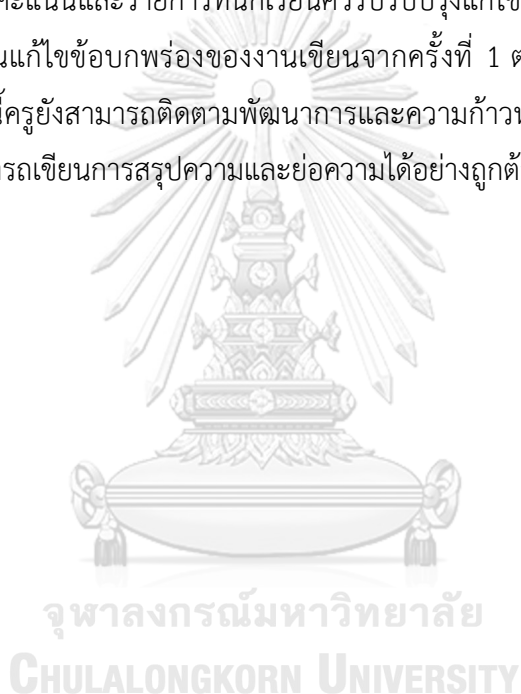 คะแนนและรายการที่นักเรียนควรปรับปรุงแก้ไข
นแก้ไขข้อบกพร่องของงานเขียนจากครั้งที่ 1 ต
นี้ครูยังสามารถติดตามพัฒนาการและความก้าวห
ารถเขียนการสรุปความและย่อความได้อย่างถูกต้
จุฬาลงกรณ์มหาวิทยาลัย
CHULALONGKORN UNIVERSITY